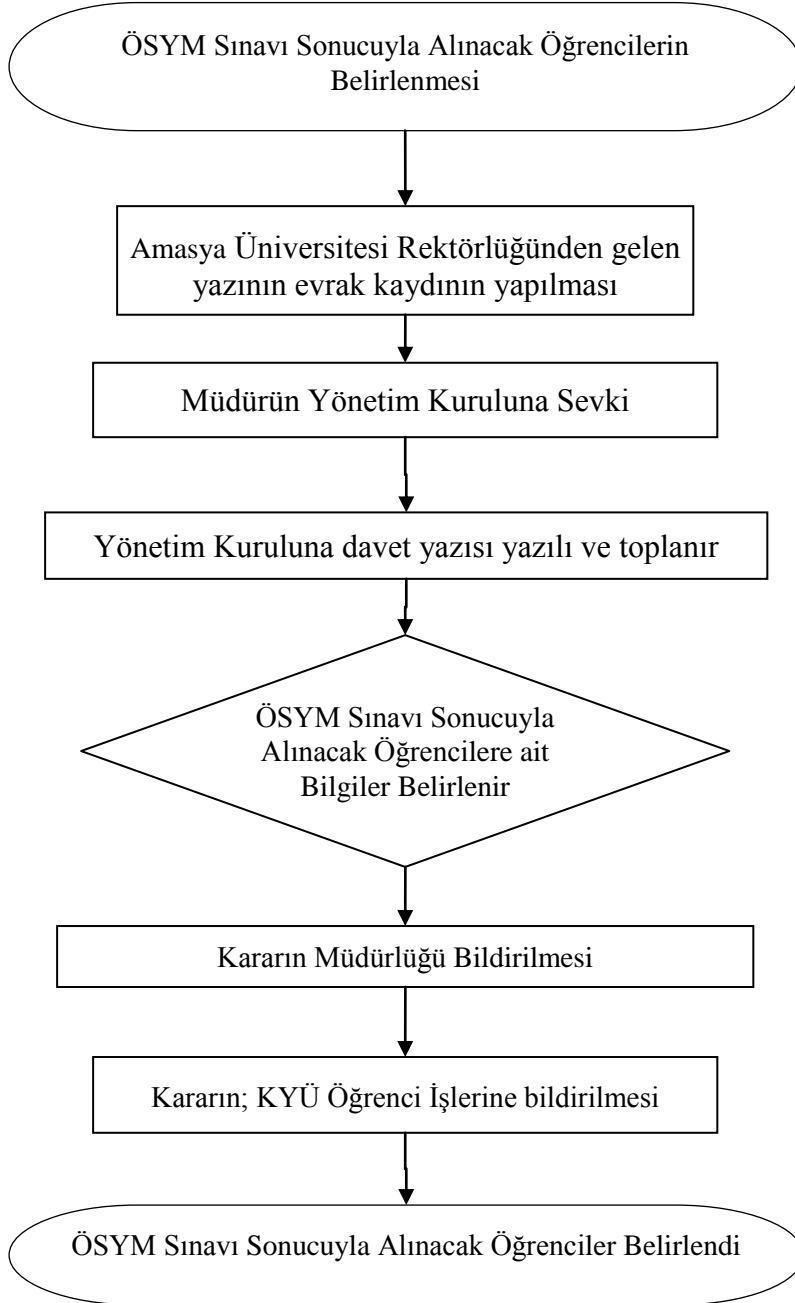 ÖSYM Sınavı Sonucuyla Alınacak Öğrencilerin
Belirlenmesi
Amasya Üniversitesi Rektörlüğünden gelen
yazının evrak kaydının yapılması
Müdürün Yönetim Kuruluna Sevki
Yönetim Kuruluna davet yazısı yazılı ve toplanır
ÖSYM Sınavı Sonucuyla
Alınacak Öğrencilere ait
Bilgiler Belirlenir
Kararın Müdürlüğü Bildirilmesi
Kararın; KYÜ Öğrenci İşlerine bildirilmesi
ÖSYM Sınavı Sonucuyla Alınacak Öğrenciler Belirlendi